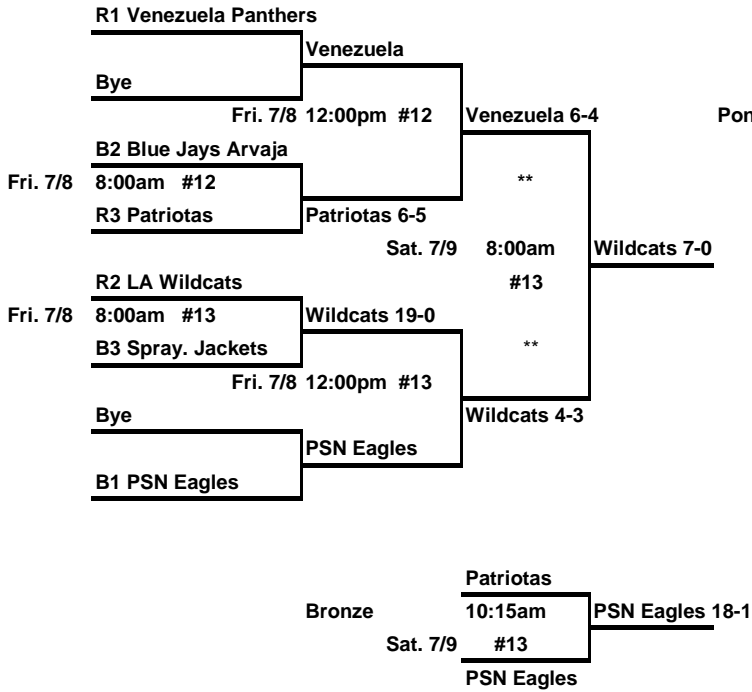 R1 Venezuela Panthers
Venezuela
Bye
Fri. 7/8 12:00pm #12
Venezuela 6-4
Pon
B2 Blue Jays Arvaja
Fri. 7/8 8:00am #12
**
R3 Patriotas
Patriotas 6-5
Sat. 7/9 8:00am
Wildcats 7-0
R2 LA Wildcats
#13
Fri. 7/8 8:00am #13
Wildcats 19-0
B3 Spray. Jackets
**
Fri. 7/8 12:00pm #13
Bye
Wildcats 4-3
PSN Eagles
B1 PSN Eagles
Patriotas
Bronze 10:15am
PSN Eagles 18-1
Sat. 7/9 #13
PSN Eagles